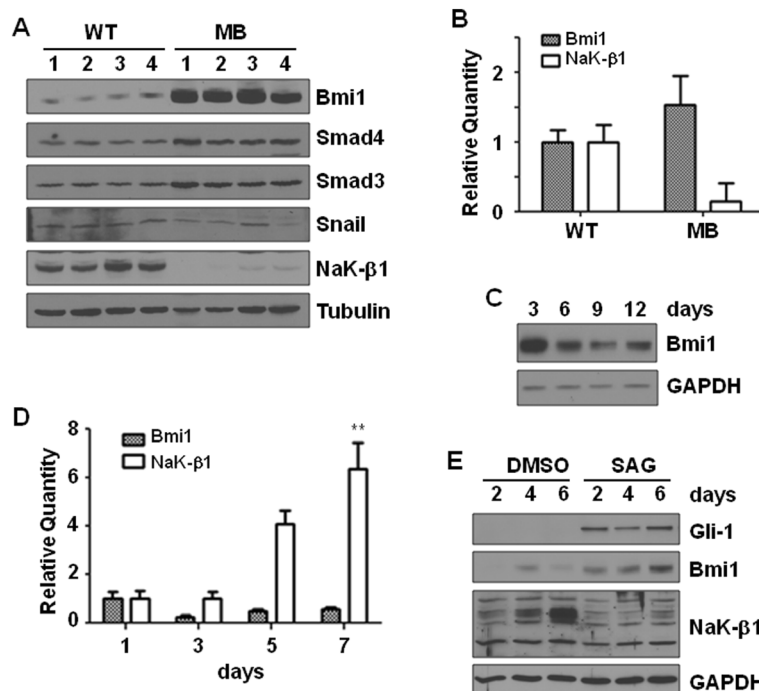 A
WT MB
1 2 3 4 1 2 3 4
Bmi1
Smad4
Smad3
Snail
NaK-β1
Tubulin
B
Bmi1
NaK-β1
Relative Quantity
2
1
0
WT MB
C
3 6 9 12 days
Bmi1
GAPDH
D
Bmi1
NaK-β1
**
Relative Quantity
8
6
4
2
0
1 3 5 7
days
E
DMSO SAG
2 4 6 2 4 6 days
Gli-1
Bmi1
NaK-β1
GAPDH